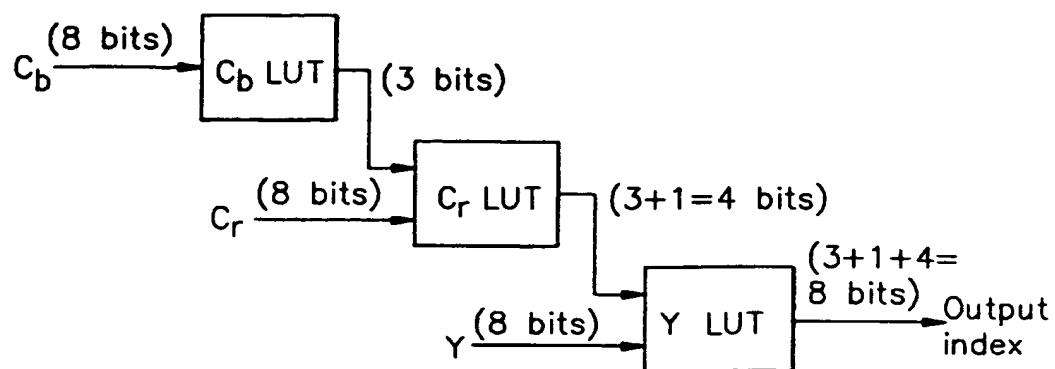 (8 bits)
C_b
C_b LUT
(3 bits)
(8 bits)
C_r
C_r LUT
(3+1=4 bits)
(8 bits)
Y
Y LUT
(3+1+4=
8 bits)
Output
index